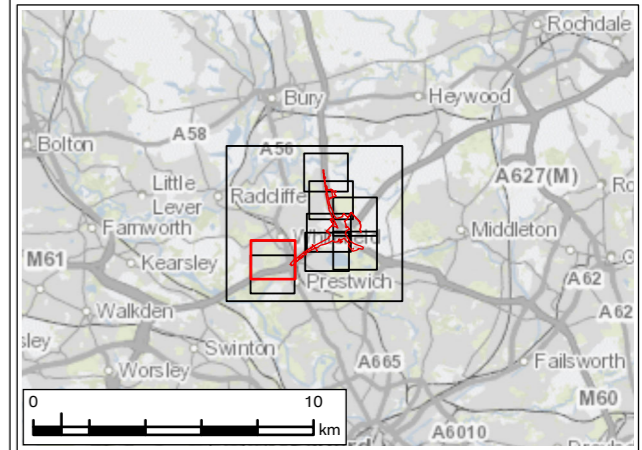 Rochdale
Bury
Heywood
Bolton
A58
A56
A627(M)
Little
Lever
Radcliffe
Farnworth
Middleton
M61
Kearsley
A62
Prestwich
Walkden
A62
Swinton
A665
Failsworth
Worsley
M60
0
10
km
A6010